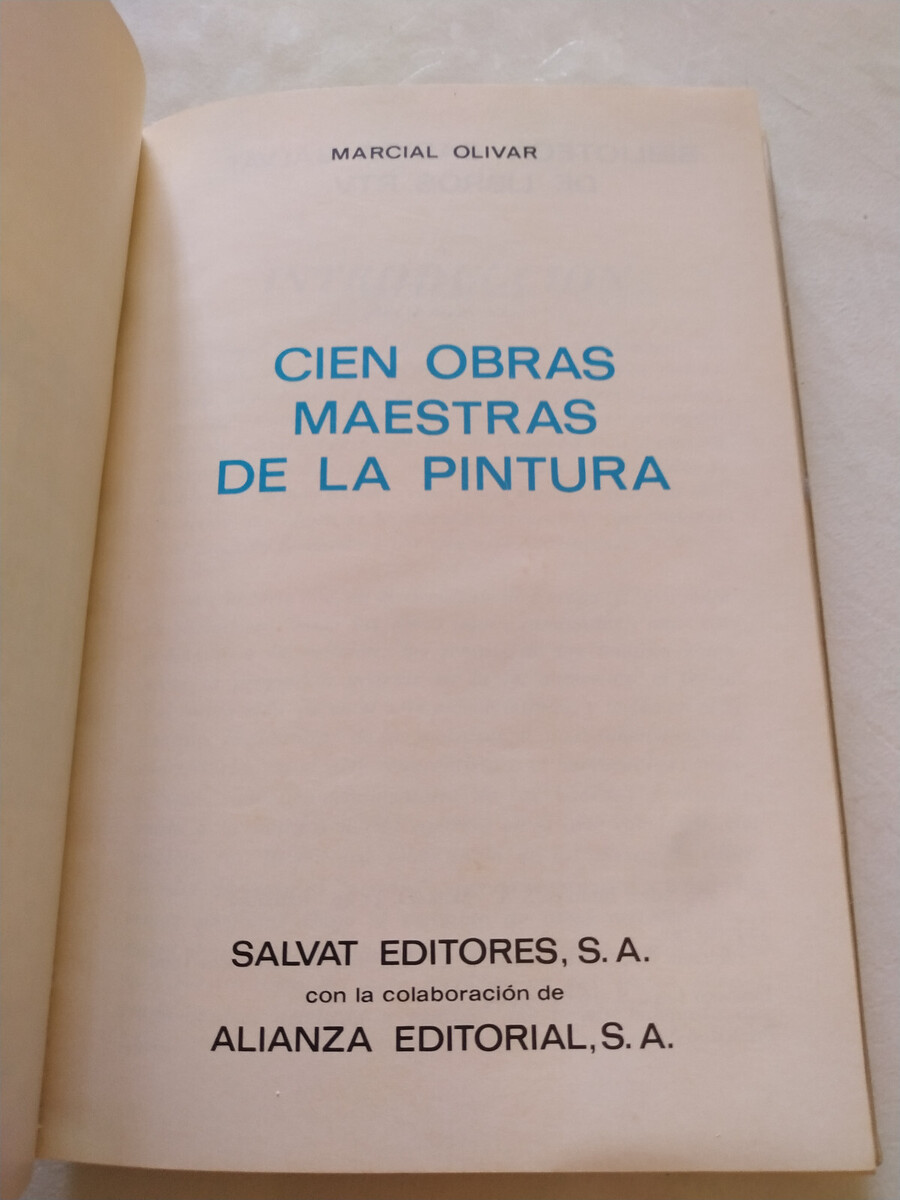 MARCIAL OLIVAR
CIEN OBRAS
MAESTRAS
DE LA PINTURA
SALVAT EDITORES, S. A.
con la colaboración de
ALIANZA EDITORIAL, S. A.